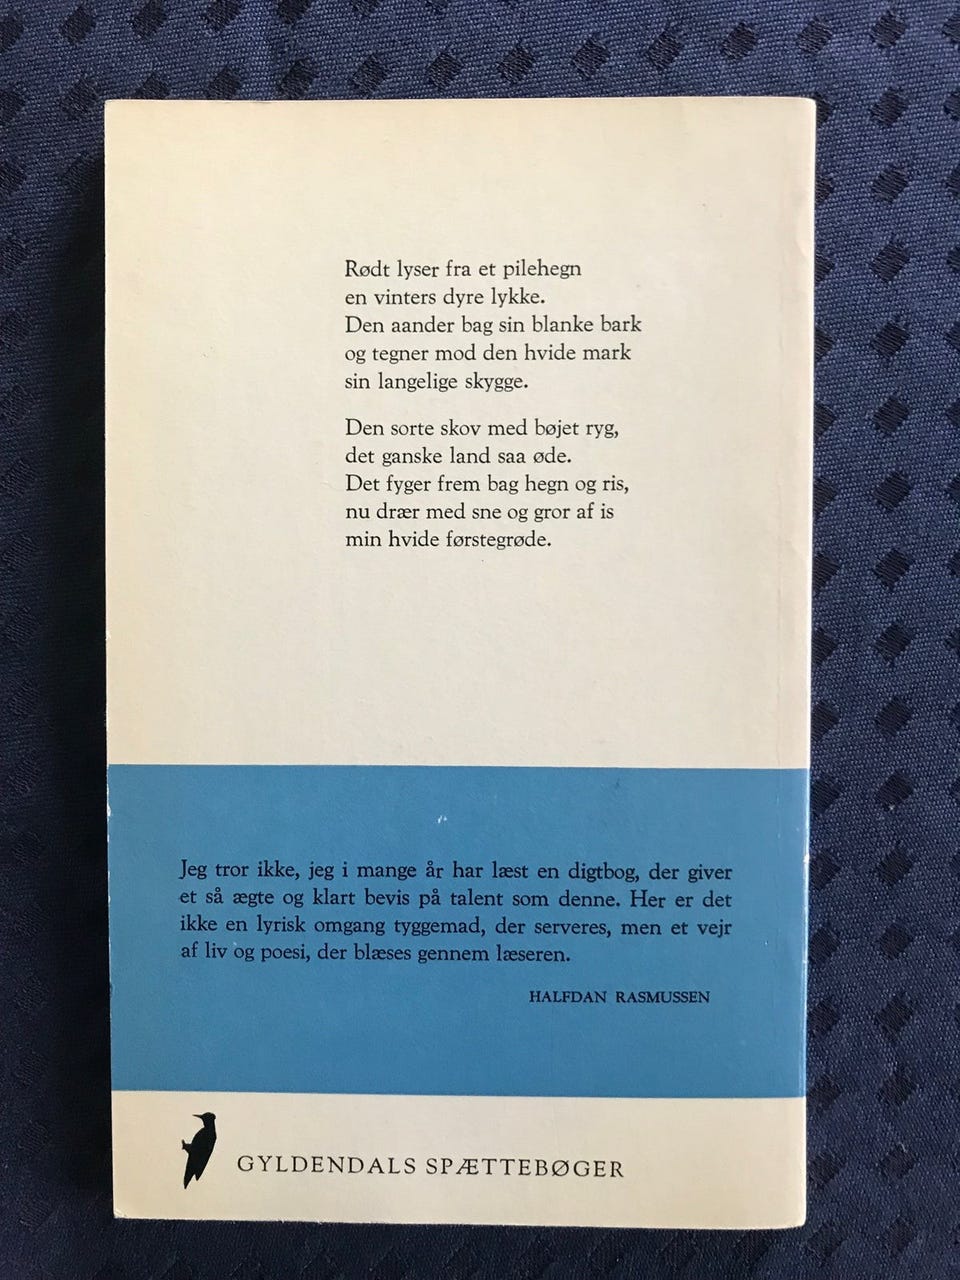 Rødt lyser fra et pilehegn
en vinters dyre lykke.
Den aander bag sin blanke bark
og tegner mod den hvide mark
sin langelige skygge.
Den sorte skov med bøjet ryg,
det ganske land saa øde.
Det fyger frem bag hegn og ris,
nu drær med sne og gror af is
min hvide førstegrøde.
Jeg tror ikke, jeg i mange år har læst en digtbog, der giver
et så ægte og klart bevis på talent som denne. Her er det
ikke en lyrisk omgang tyggemad, der serveres, men et vejr
af liv og poesi, der blæses gennem læseren.
HALFDAN RASMUSSEN
GYLDENDALS SPÆTTEBØGER